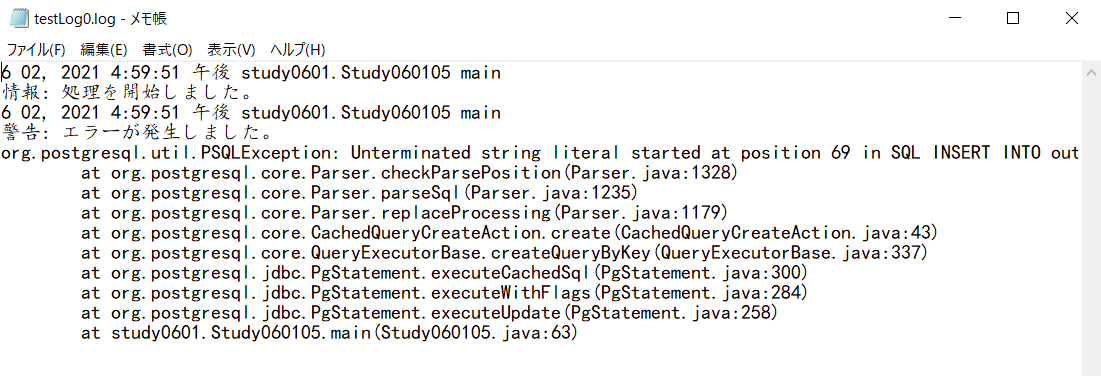 testLog0.log - メモ帳
ファイル(F) 編集(E) 書式(O) 表示(V) ヘルプ(H)
6 02, 2021 4:59:51 午後 study0601.Study060105 main
情報: 処理を開始しました。
6 02, 2021 4:59:51 午後 study0601.Study060105 main
警告: エラーが発生しました。
org.postgresql.util.PSQLException: Unterminated string literal started at position 69 in SQL INSERT INTO out
at org.postgresql.core.Parser.checkParsePosition(Parser.java:1328)
at org.postgresql.core.Parser.parseSql(Parser.java:1235)
at org.postgresql.core.Parser.replaceProcessing(Parser.java:1179)
at org.postgresql.core.CachedQueryCreateAction.create(CachedQueryCreateAction.java:43)
at org.postgresql.core.QueryExecutorBase.createQueryByKey(QueryExecutorBase.java:337)
at org.postgresql.jdbc.PgStatement.executeCachedSql(PgStatement.java:300)
at org.postgresql.jdbc.PgStatement.executeWithFlags(PgStatement.java:284)
at org.postgresql.jdbc.PgStatement.executeUpdate(PgStatement.java:258)
at study0601.Study060105.main(Study060105.java:63)